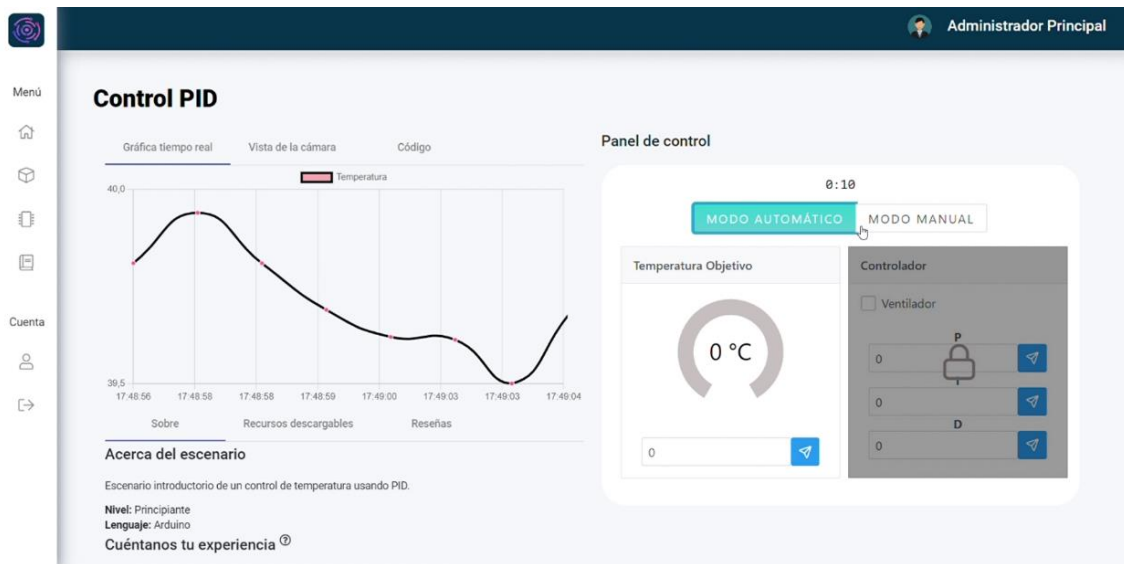 Administrador Principal
Menú
Cuenta
Control PID
Gráfica tiempo real Vista de la cámara Código
Temperatura
40,0
39,5
17:48:56 17:48:58 17:48:58 17:48:59 17:49:00 17:49:03 17:49:03 17:49:04
Sobre Recursos descargables Reseñas
Acerca del escenario
Escenario introductorio de un control de temperatura usando PID.
Nivel: Principiante
Lenguaje: Arduino
Cuéntanos tu experiencia ?
Panel de control
0:10
MODO AUTOMÁTICO MODO MANUAL
Temperatura Objetivo
0 °C
0
Controlador
Ventilador
P
0
0
D
0